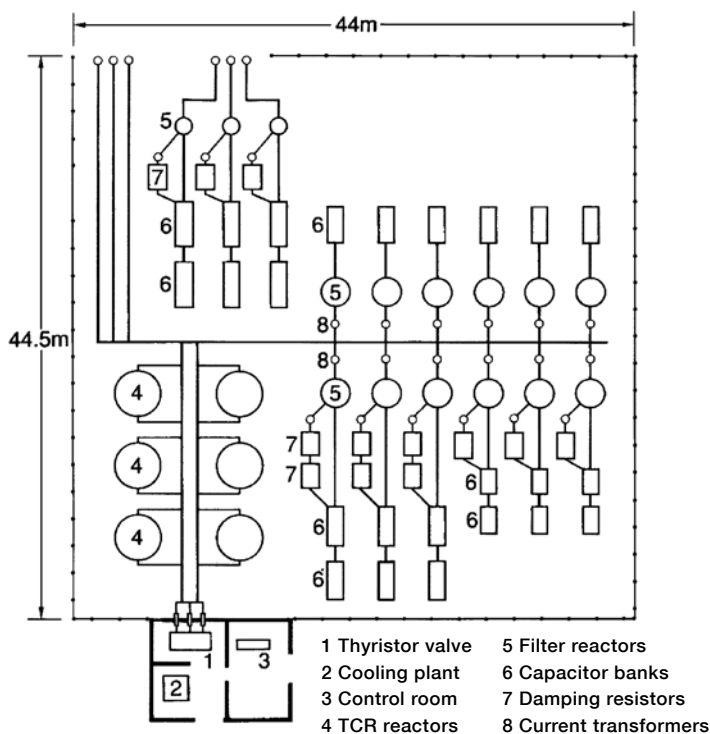 44m
5
7
6
6
6
5
8
44.5m
8
4
5
7
4
7
6
6
4
6
6
1
3
2
1 Thyristor valve
2 Cooling plant
3 Control room
4 TCR reactors
5 Filter reactors
6 Capacitor banks
7 Damping resistors
8 Current transformers